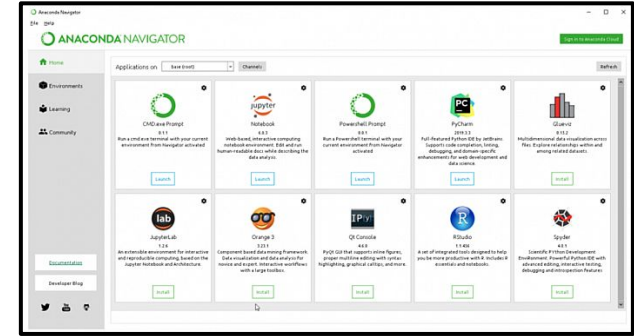 Anaconda Navigator
File Help
ANACONDA NAVIGATOR
Sign in to Anaconda Cloud
Home
Environments
Learning
Community
Documentation
Developer Blog
Applications on base (root) Channels
Refresh
CMD.exe Prompt
0.1.1
Run a cmd.exe terminal with your current
environment from Navigator activated
Launch
jupyter
Notebook
Web-based, interactive computing
notebook environment. Edit and run
human-readable docs while describing the
data analysis.
Launch
Powershell Prompt
0.0.1
Run a Powershell terminal with your
current environment from Navigator
activated
Launch
PC
PyCharm
2019.3.3
Full-featured Python IDE by JetBrains.
Supports code completion, linting,
debugging, and domain-specific
enhancements for web development and
data science
Launch
Glueviz
0.15.2
Multidimensional data visualization across
files. Explore relationships within and
among related datasets.
Install
lab
JupyterLab
1.2.6
An extensible environment for interactive
and reproducible computing, based on the
Jupyter Notebook and Architecture.
Install
Orange 3
3.23.1
Component based data mining framework.
Data visualization and data analysis for
novice and expert. Interactive workflows
with a large toolbox.
Install
IP[y]:
Qt Console
4.6.0
PyQt GUI that supports inline figures,
proper multiline editing with syntax
highlighting, graphical calltips, and more.
Install
R
RStudio
1.1.456
A set of integrated tools designed to help
you be more productive with R. Includes R
essentials and notebooks.
Install
Spyder
Scientific PYthon Development
EnviRonment. Powerful Python IDE with
advanced editing, interactive testing,
debugging and introspection features
Install